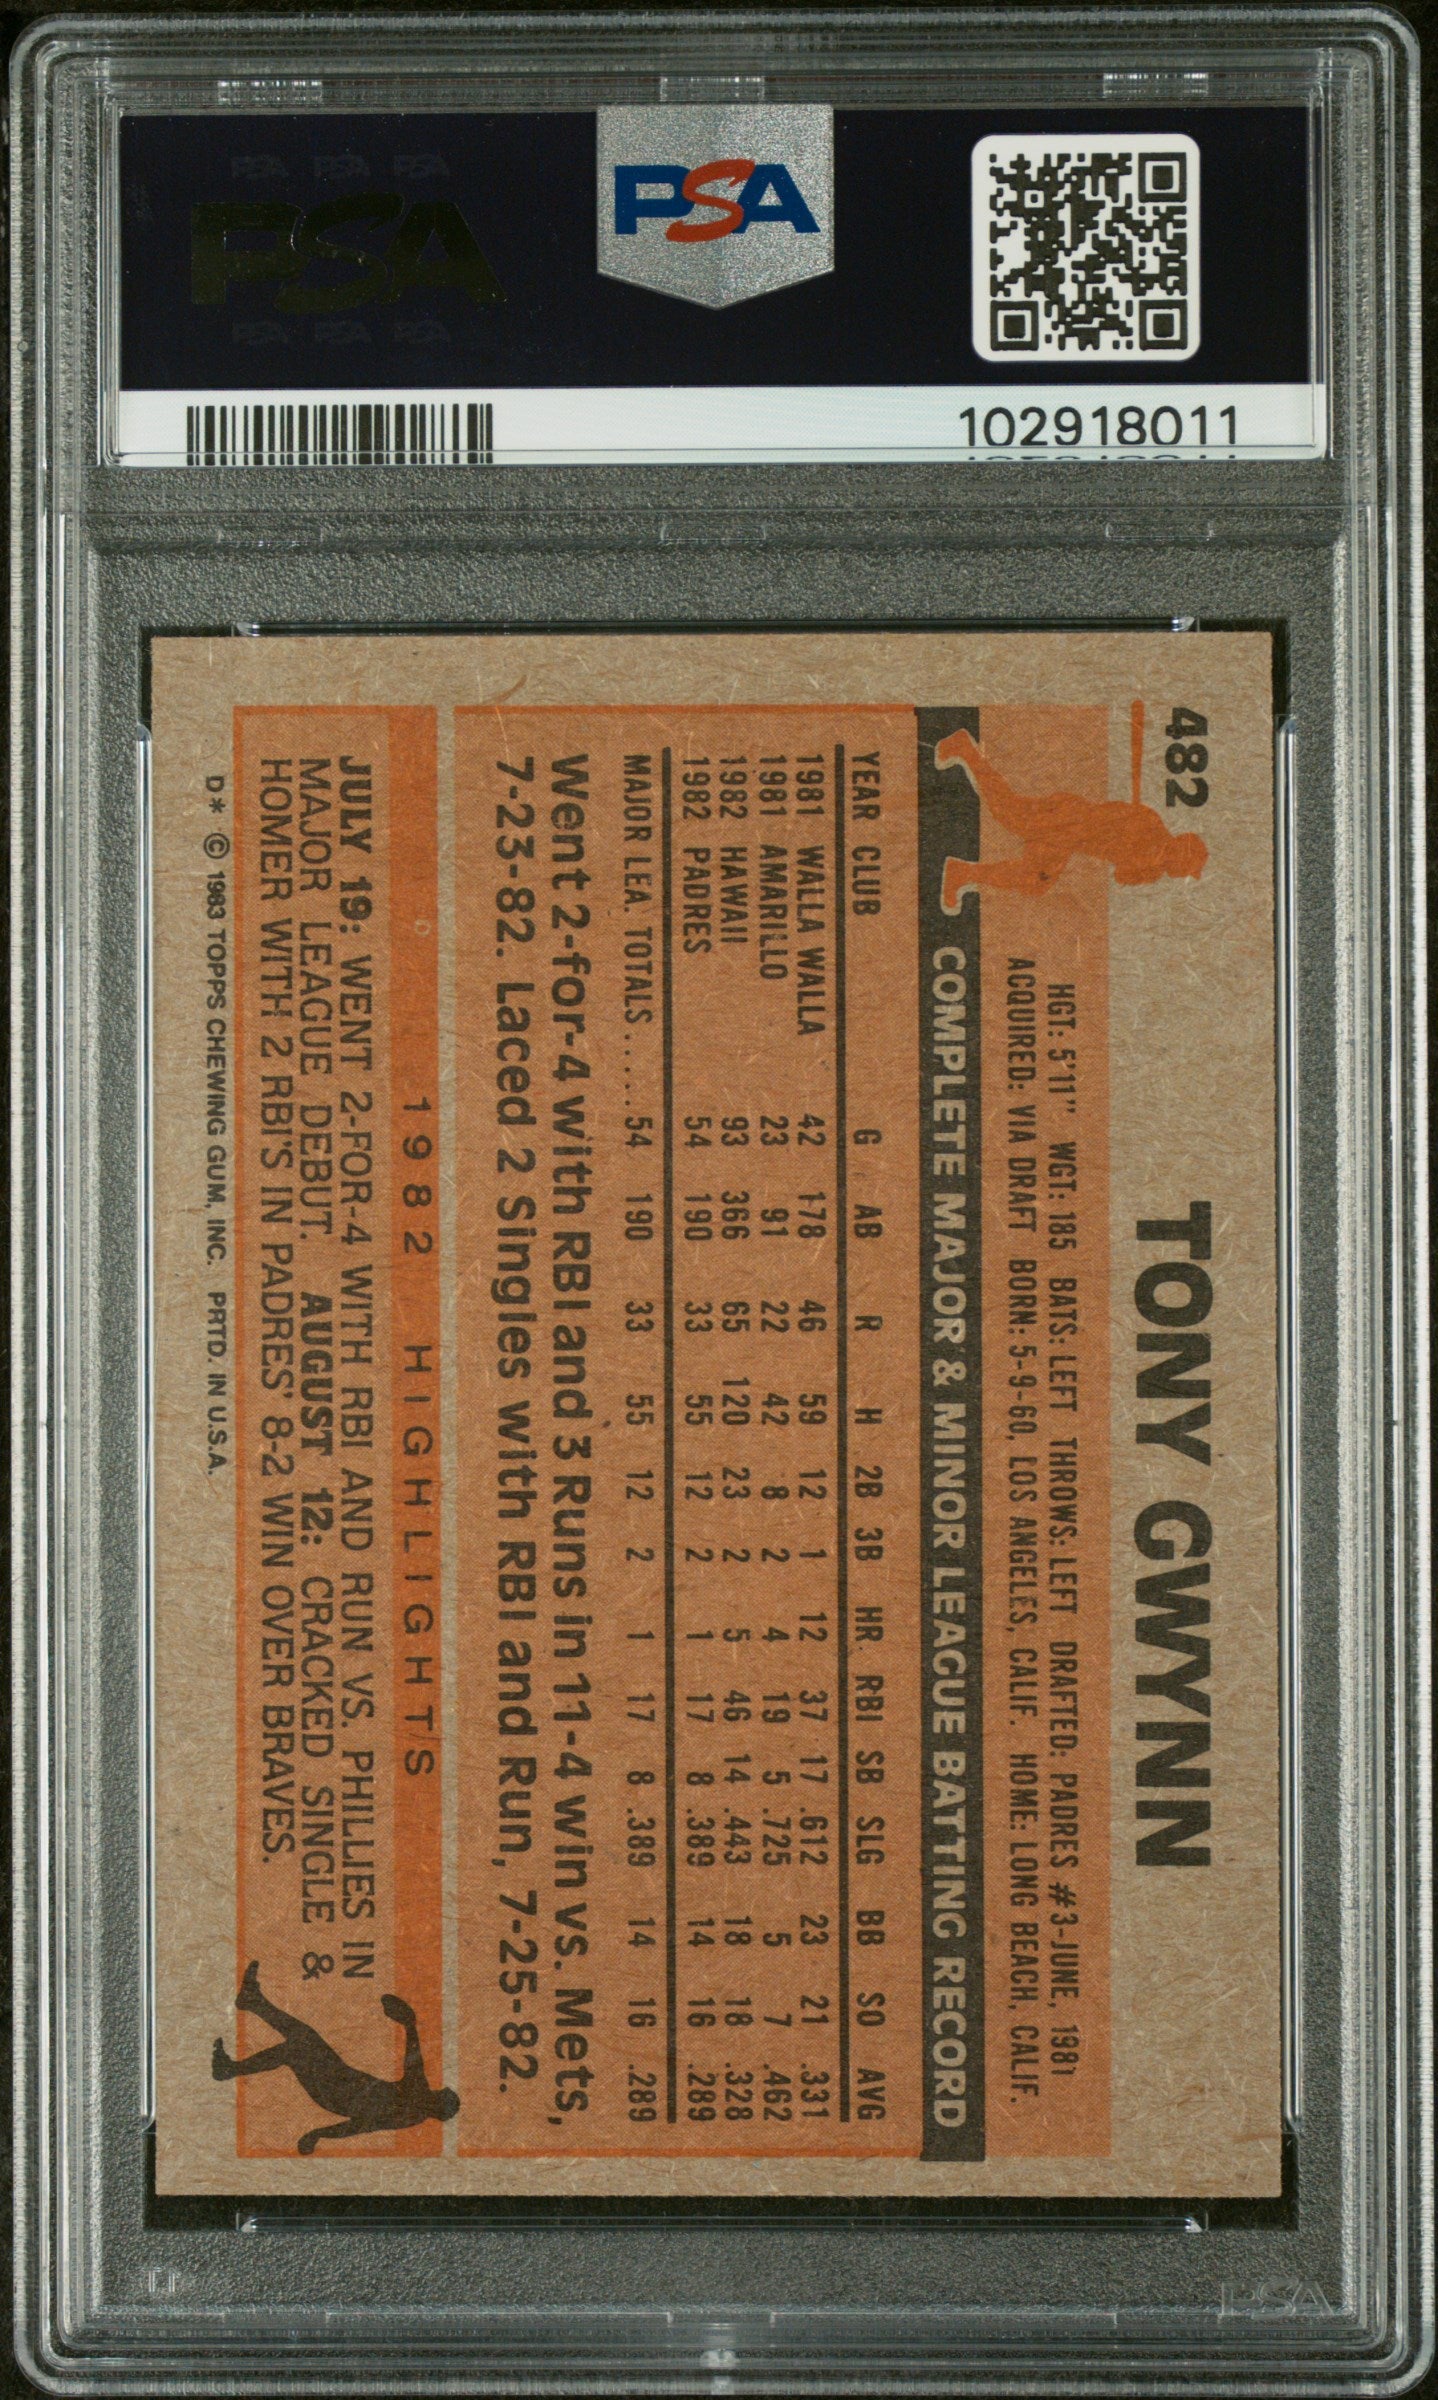 PSA PSA PSA
PSA
PSA PSA PSA
PSA
102918011
482
TONY GWYNN
HGT: 5'11" WGT: 185 BATS: LEFT THROWS: LEFT DRAFTED: PADRES #3-JUNE, 1981
ACQUIRED: VIA DRAFT BORN: 5-9-60, LOS ANGELES, CALIF. HOME: LONG BEACH, CALIF.
COMPLETE MAJOR & MINOR LEAGUE BATTING RECORD
YEAR CLUB G AB R H 2B 3B HR. RBI SB SLG BB SO AVG
1981 WALLA WALLA 42 178 46 59 12 1 12 37 17 .612 23 21 .331
1981 AMARILLO 23 91 22 42 8 2 4 19 5 .725 5 7 .462
1982 HAWAII 93 366 65 120 23 2 5 46 14 .443 18 18 .328
1982 PADRES 54 190 33 55 12 2 1 17 8 .389 14 16 .289
MAJOR LEA. TOTALS..... 54 190 33 55 12 2 1 17 8 .389 14 16 .289
Went 2-for-4 with RBI and 3 Runs in 11-4 win vs. Mets,
7-23-82. Laced 2 Singles with RBI and Run, 7-25-82.
1982 HIGHLIGHT/S
JULY 19: WENT 2-FOR-4 WITH RBI AND RUN VS. PHILLIES IN
MAJOR LEAGUE DEBUT. AUGUST 12: CRACKED SINGLE &
HOMER WITH 2 RBI'S IN PADRES' 8-2 WIN OVER BRAVES.
D* © 1983 TOPPS CHEWING GUM, INC. PRTD. IN U.S.A.
PSA